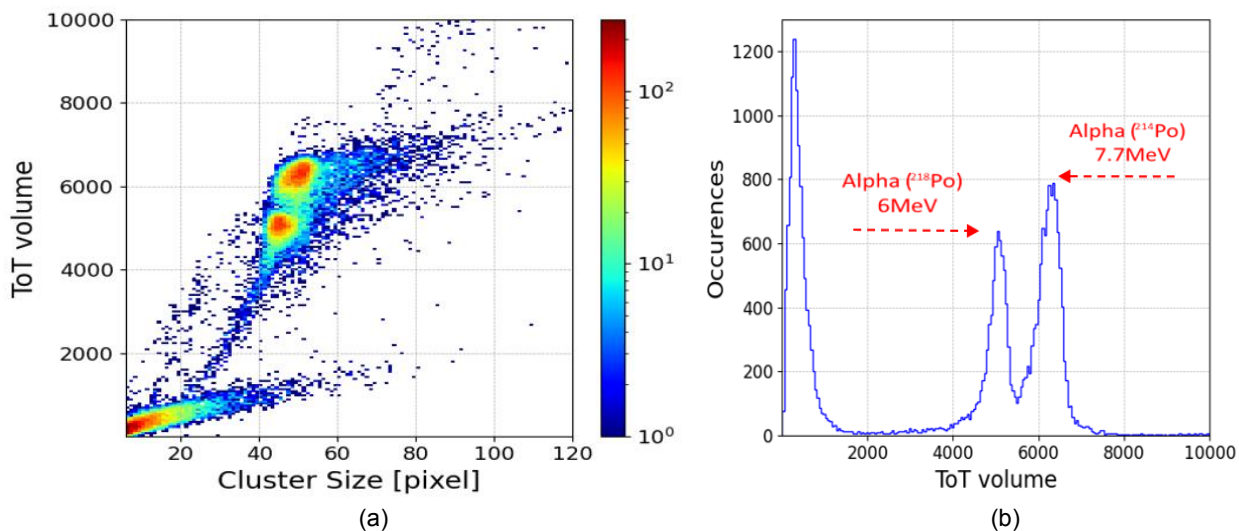 10000
8000
6000
4000
2000
ToT volume
20 40 60 80 100 120
Cluster Size [pixel]
10²
10¹
10⁰
(a)
1200
1000
800
600
400
200
0
Occurences
Alpha (²¹⁸Po)
6MeV
Alpha (²¹⁴Po)
7.7MeV
2000 4000 6000 8000 10000
ToT volume
(b)